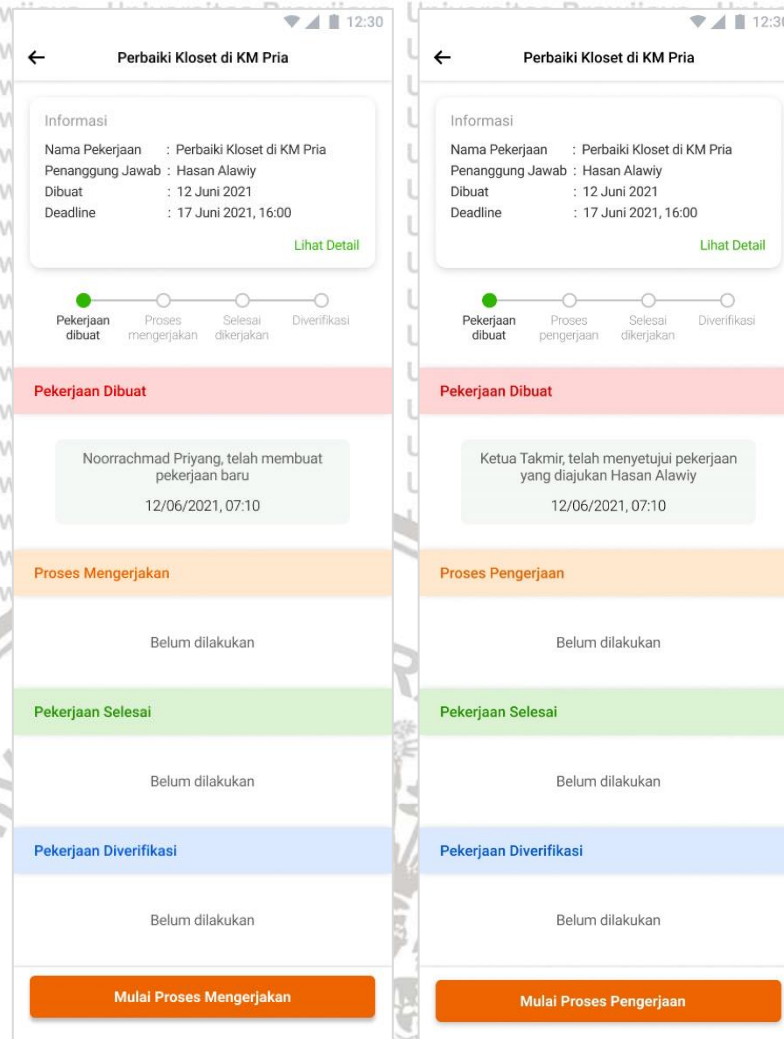 12:30
Perbaiki Kloset di KM Pria
Informasi
Nama Pekerjaan : Perbaiki Kloset di KM Pria
Penanggung Jawab : Hasan Alawiy
Dibuat : 12 Juni 2021
Deadline : 17 Juni 2021, 16:00
Lihat Detail
Pekerjaan dibuat
Proses mengerjakan
Selesai dikerjakan
Diverifikasi
Pekerjaan Dibuat
Noorrachmad Priyang, telah membuat
pekerjaan baru
12/06/2021, 07:10
Proses Mengerjakan
Belum dilakukan
Pekerjaan Selesai
Belum dilakukan
Pekerjaan Diverifikasi
Belum dilakukan
Mulai Proses Mengerjakan
12:30
Perbaiki Kloset di KM Pria
Informasi
Nama Pekerjaan : Perbaiki Kloset di KM Pria
Penanggung Jawab : Hasan Alawiy
Dibuat : 12 Juni 2021
Deadline : 17 Juni 2021, 16:00
Lihat Detail
Pekerjaan dibuat
Proses pengerjaan
Selesai dikerjakan
Diverifikasi
Pekerjaan Dibuat
Ketua Takmir, telah menyetujui pekerjaan
yang diajukan Hasan Alawiy
12/06/2021, 07:10
Proses Pengerjaan
Belum dilakukan
Pekerjaan Selesai
Belum dilakukan
Pekerjaan Diverifikasi
Belum dilakukan
Mulai Proses Pengerjaan